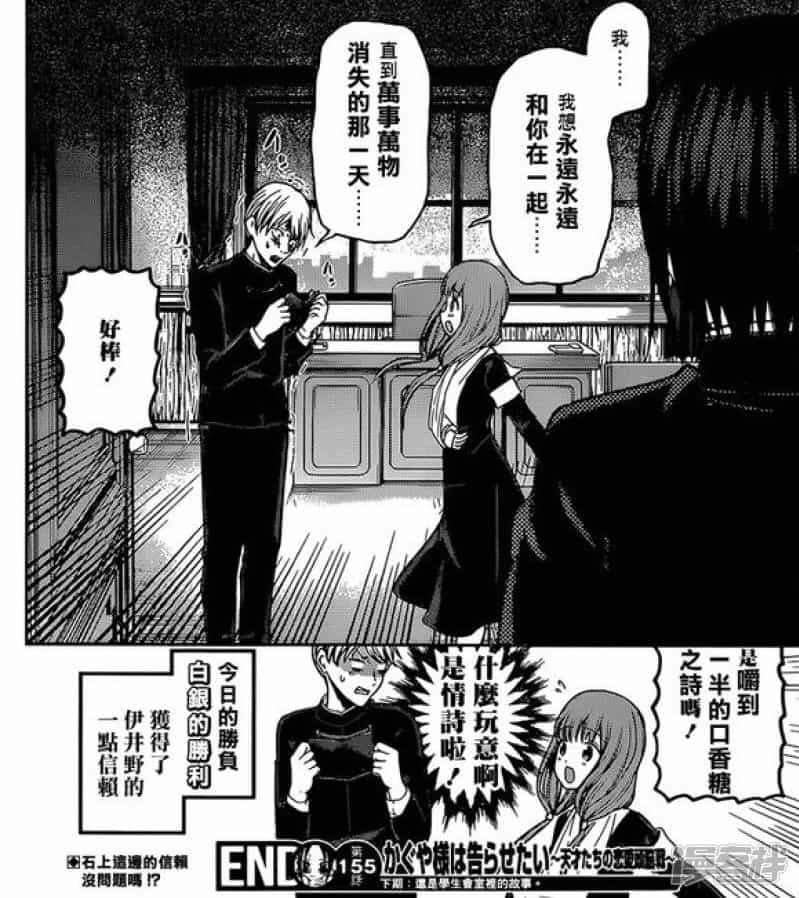 我……
我想永遠永遠
和你在一起……
直到萬事萬物
消失的那一天……
好棒！
是嚼到
一半的口香糖
之詩嗎！
什麼玩意啊
是情詩啦！
今日的勝負
白銀的勝利
獲得了
伊井野的
一點信賴
石上這邊的信賴
沒問題嗎！？
END
第155話
かぐや様は告らせたい
～天才たちの恋愛頭脳戦～
下期：還是學生會室裡的故事。